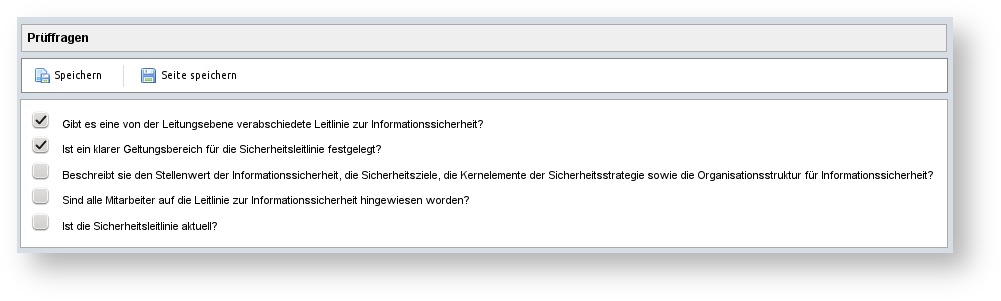 Prüffragen
Speichern Seite speichern
Gibt es eine von der Leitungsebene verabschiedete Leitlinie zur Informationssicherheit?
Ist ein klarer Geltungsbereich für die Sicherheitsleitlinie festgelegt?
Beschreibt sie den Stellenwert der Informationssicherheit, die Sicherheitsziele, die Kernelemente der Sicherheitsstrategie sowie die Organisationsstruktur für Informationssicherheit?
Sind alle Mitarbeiter auf die Leitlinie zur Informationssicherheit hingewiesen worden?
Ist die Sicherheitsleitlinie aktuell?